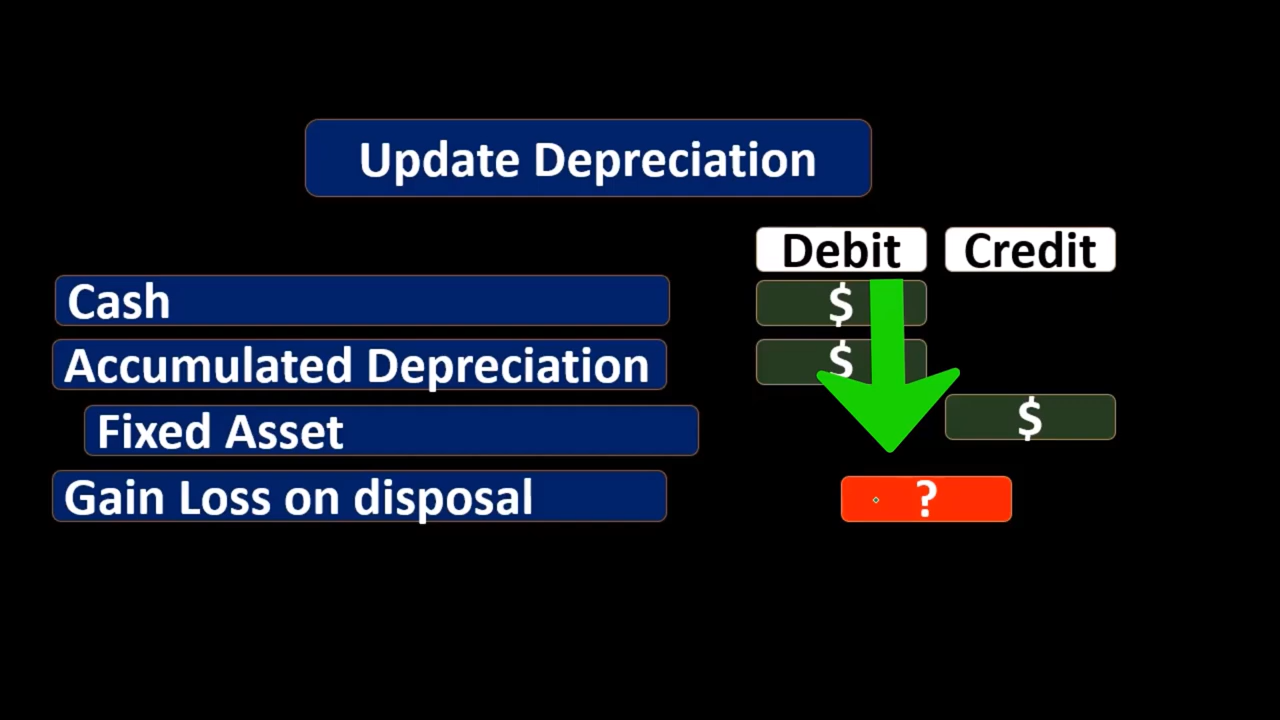 Update Depreciation
Debit Credit
Cash $
Accumulated Depreciation $
Fixed Asset $
Gain Loss on disposal ?